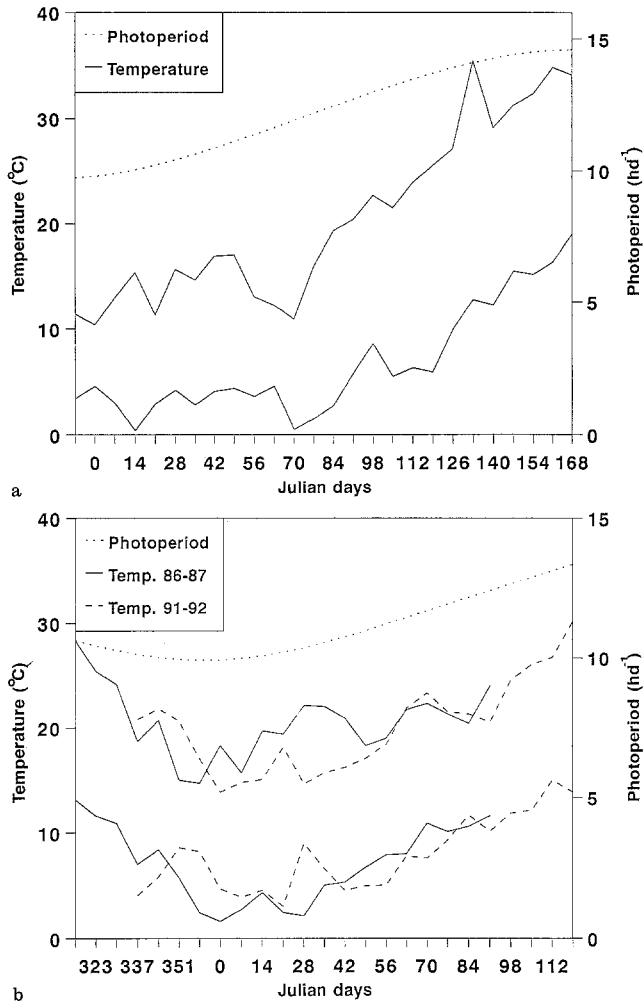 40
30
20
10
0
Temperature (°C)
Photoperiod
Temperature
15
10
5
0
Photoperiod (hd⁻¹)
0 14 28 42 56 70 84 98 112 126 140 154 168
Julian days
a
40
30
20
10
0
Temperature (°C)
Photoperiod
Temp. 86-87
Temp. 91-92
15
10
5
0
Photoperiod (hd⁻¹)
323 337 351 0 14 28 42 56 70 84 98 112
Julian days
b